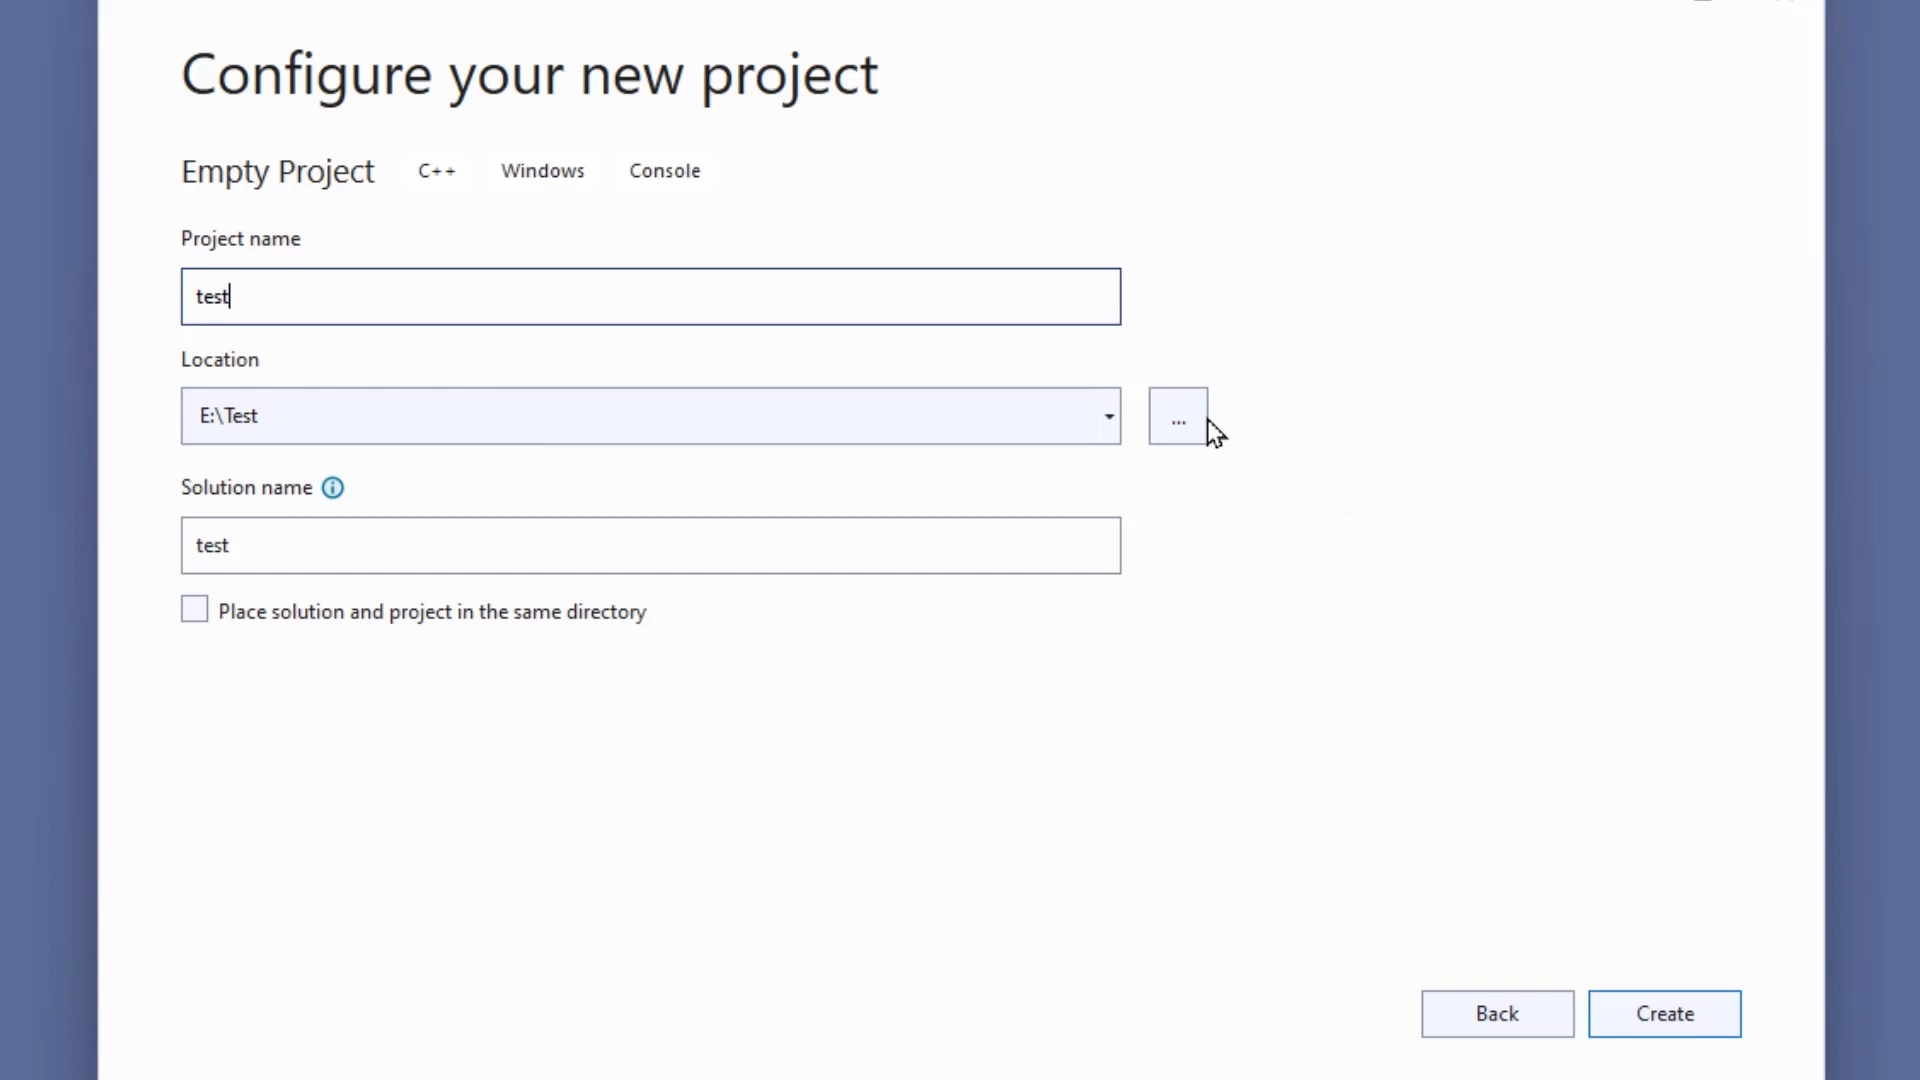 Configure your new project
Empty Project C++ Windows Console
Project name
test
Location
E:\Test
...
Solution name
test
Place solution and project in the same directory
Back Create